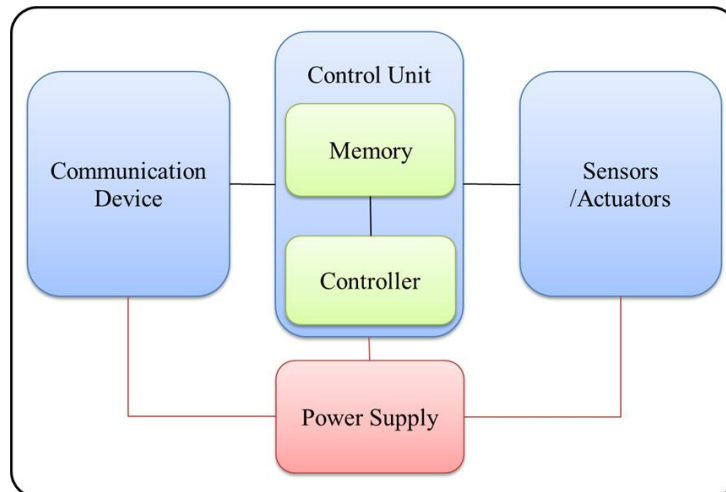 Control Unit
Memory
Communication
Device
Sensors
/Actuators
Controller
Power Supply